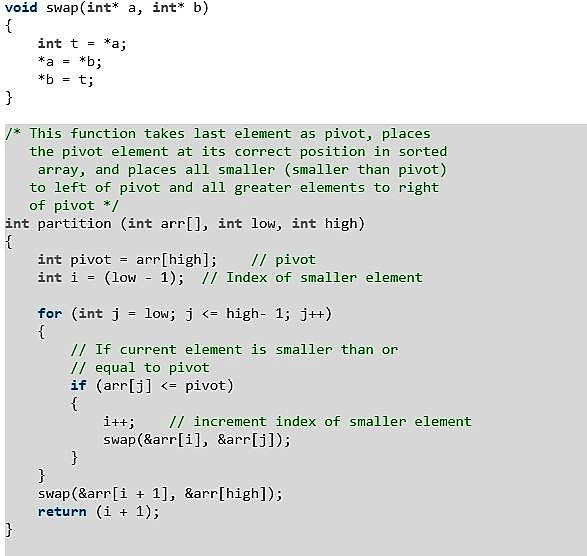 void swap(int* a, int* b)
{
    int t = *a;
    *a = *b;
    *b = t;
}
/* This function takes last element as pivot, places
   the pivot element at its correct position in sorted
    array, and places all smaller (smaller than pivot)
   to left of pivot and all greater elements to right
   of pivot */
int partition (int arr[], int low, int high)
{
    int pivot = arr[high];    // pivot
    int i = (low - 1);  // Index of smaller element
    for (int j = low; j <= high- 1; j++)
    {
        // If current element is smaller than or
        // equal to pivot
        if (arr[j] <= pivot)
        {
            i++;    // increment index of smaller element
            swap(&arr[i], &arr[j]);
        }
    }
    swap(&arr[i + 1], &arr[high]);
    return (i + 1);
}